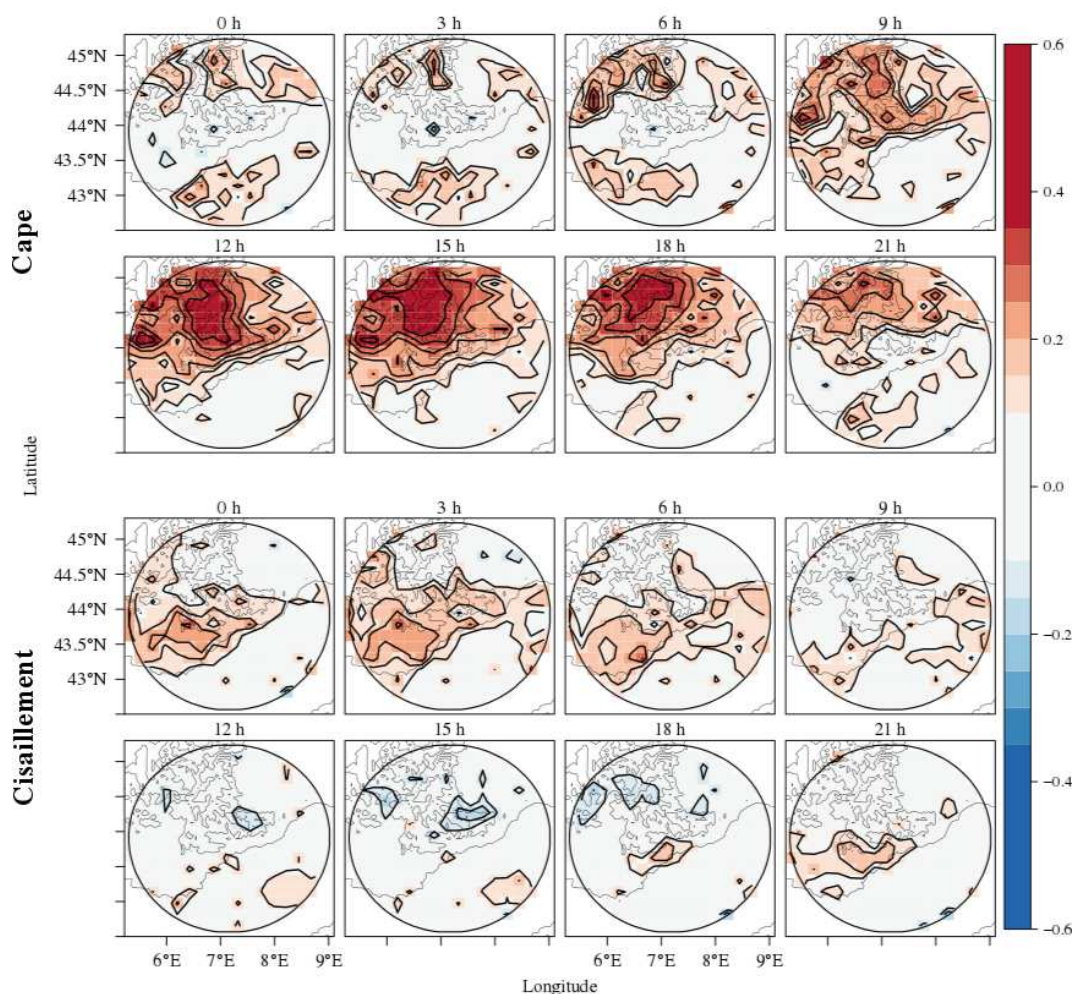 0 h 3 h 6 h 9 h
45°N
44.5°N
44°N
43.5°N
43°N
Cape
12 h 15 h 18 h 21 h
Latitude
0 h 3 h 6 h 9 h
45°N
44.5°N
44°N
43.5°N
43°N
Cisaillement
12 h 15 h 18 h 21 h
6°E 7°E 8°E 9°E 6°E 7°E 8°E 9°E
Longitude
0.6
0.4
0.2
0.0
−0.2
−0.4
−0.6